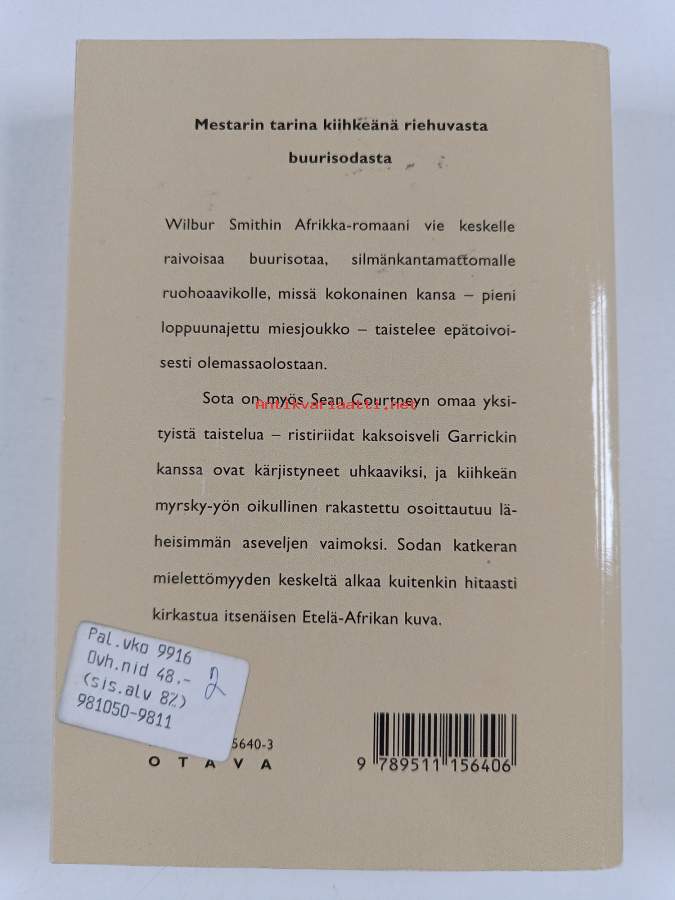 Mestarin tarina kiihkeänä riehuvasta
buurisodasta
Wilbur Smithin Afrikka-romaani vie keskelle
raivoisaa buurisotaa, silmänkantamattomalle
ruohoaavikolle, missä kokonainen kansa – pieni
loppuunajettu miesjoukko – taistelee epätoivoi-
sesti olemassaolostaan.
Sota on myös Sean Courtneyn omaa yksi-
Antikvariaatti.net
tyistä taistelua – ristiriidat kaksoisveli Garrickin
kanssa ovat kärjistyneet uhkaaviksi, ja kiihkeän
myrsky-yön oikullinen rakastettu osoittautuu lä-
heisimmän aseveljen vaimoksi. Sodan katkeran
mielettömyyden keskeltä alkaa kuitenkin hitaasti
kirkastua itsenäisen Etelä-Afrikan kuva.
Pal.vko 9916
Ovh.nid 48.-
(sis.alv 8%)
981050-9811
2
5640-3
OTAVA
9 789511 156406